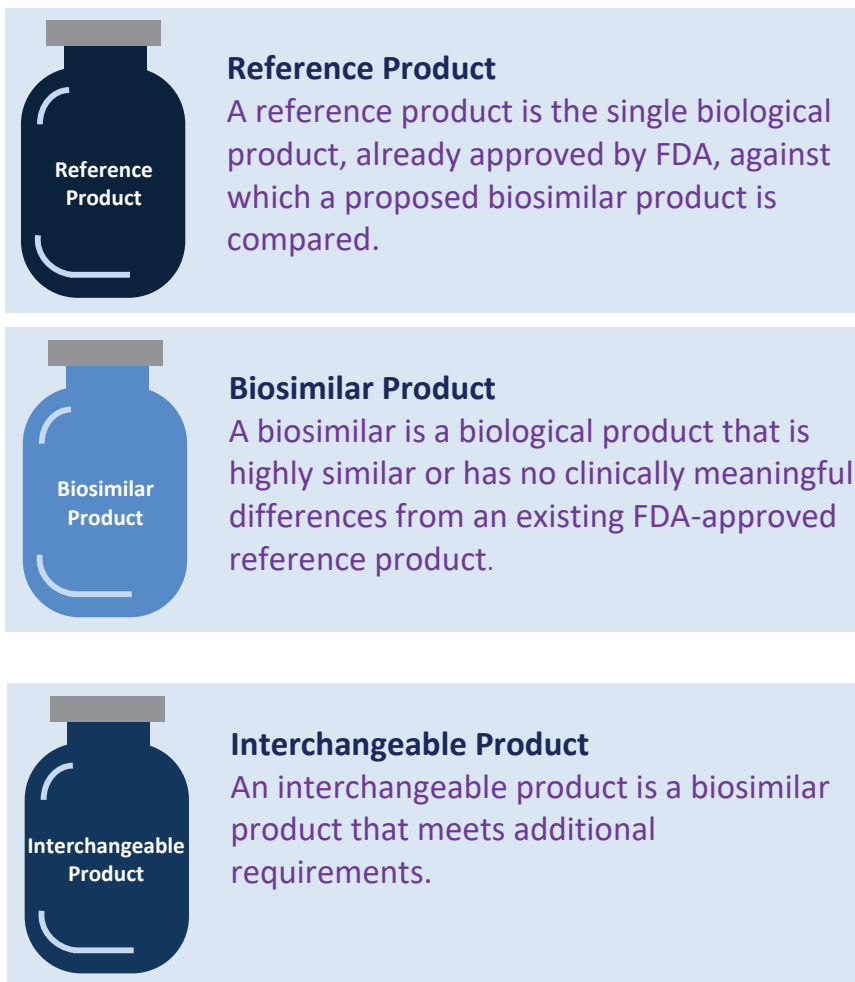 Reference
Product
Reference Product
A reference product is the single biological
product, already approved by FDA, against
which a proposed biosimilar product is
compared.
Biosimilar
Product
Biosimilar Product
A biosimilar is a biological product that is
highly similar or has no clinically meaningful
differences from an existing FDA-approved
reference product.
Interchangeable
Product
Interchangeable Product
An interchangeable product is a biosimilar
product that meets additional
requirements.